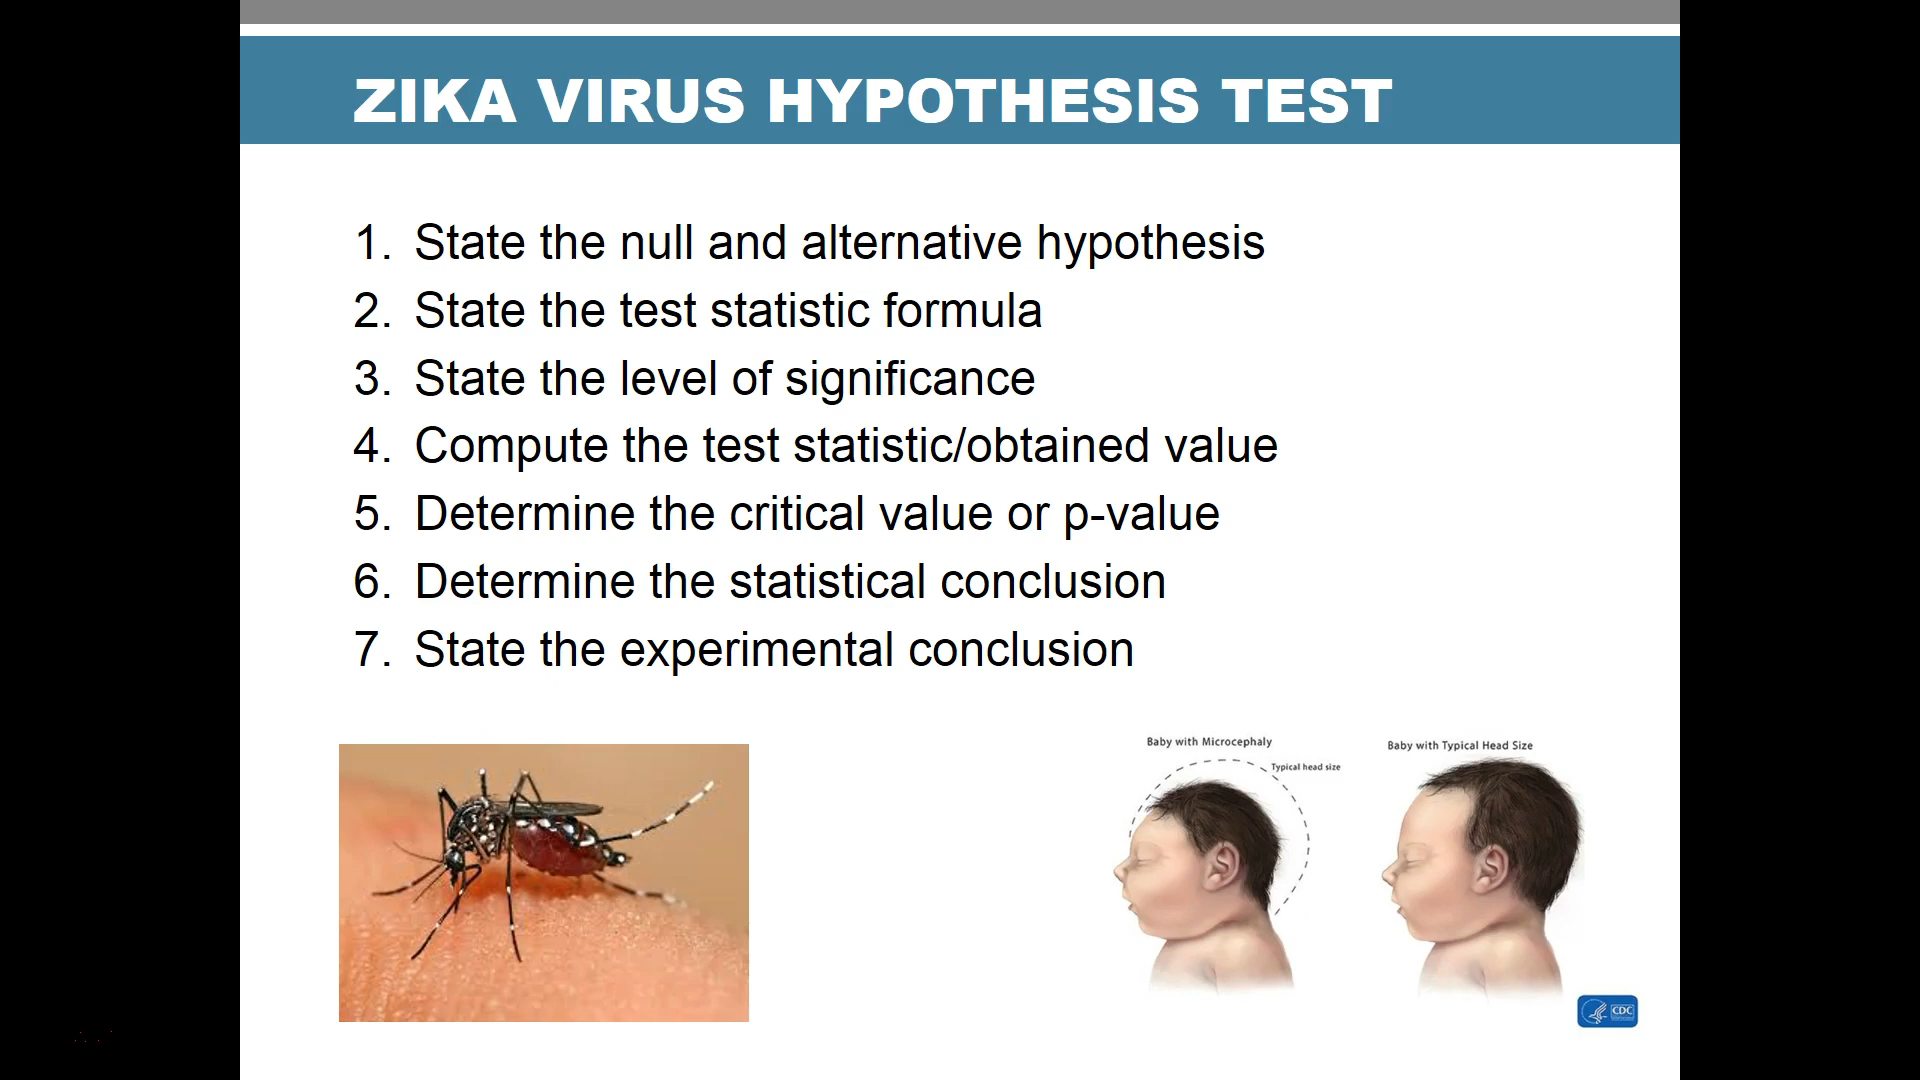 ZIKA VIRUS HYPOTHESIS TEST
1. State the null and alternative hypothesis
2. State the test statistic formula
3. State the level of significance
4. Compute the test statistic/obtained value
5. Determine the critical value or p-value
6. Determine the statistical conclusion
7. State the experimental conclusion
Baby with Microcephaly
Baby with Typical Head Size
Typical head size
CDC